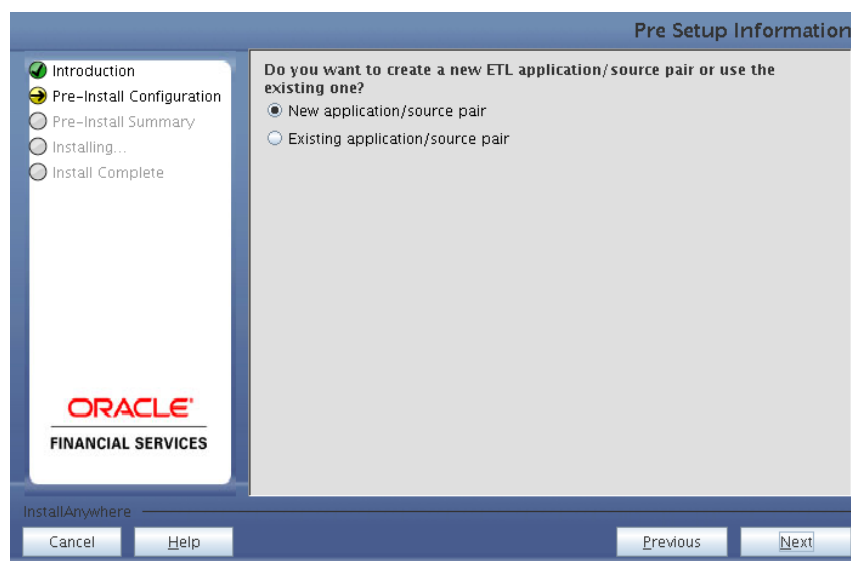 Pre Setup Information
Introduction
Pre-Install Configuration
Pre-Install Summary
Installing...
Install Complete
ORACLE
FINANCIAL SERVICES
Do you want to create a new ETL application/source pair or use the
existing one?
New application/source pair
Existing application/source pair
InstallAnywhere
Cancel
Help
Previous
Next